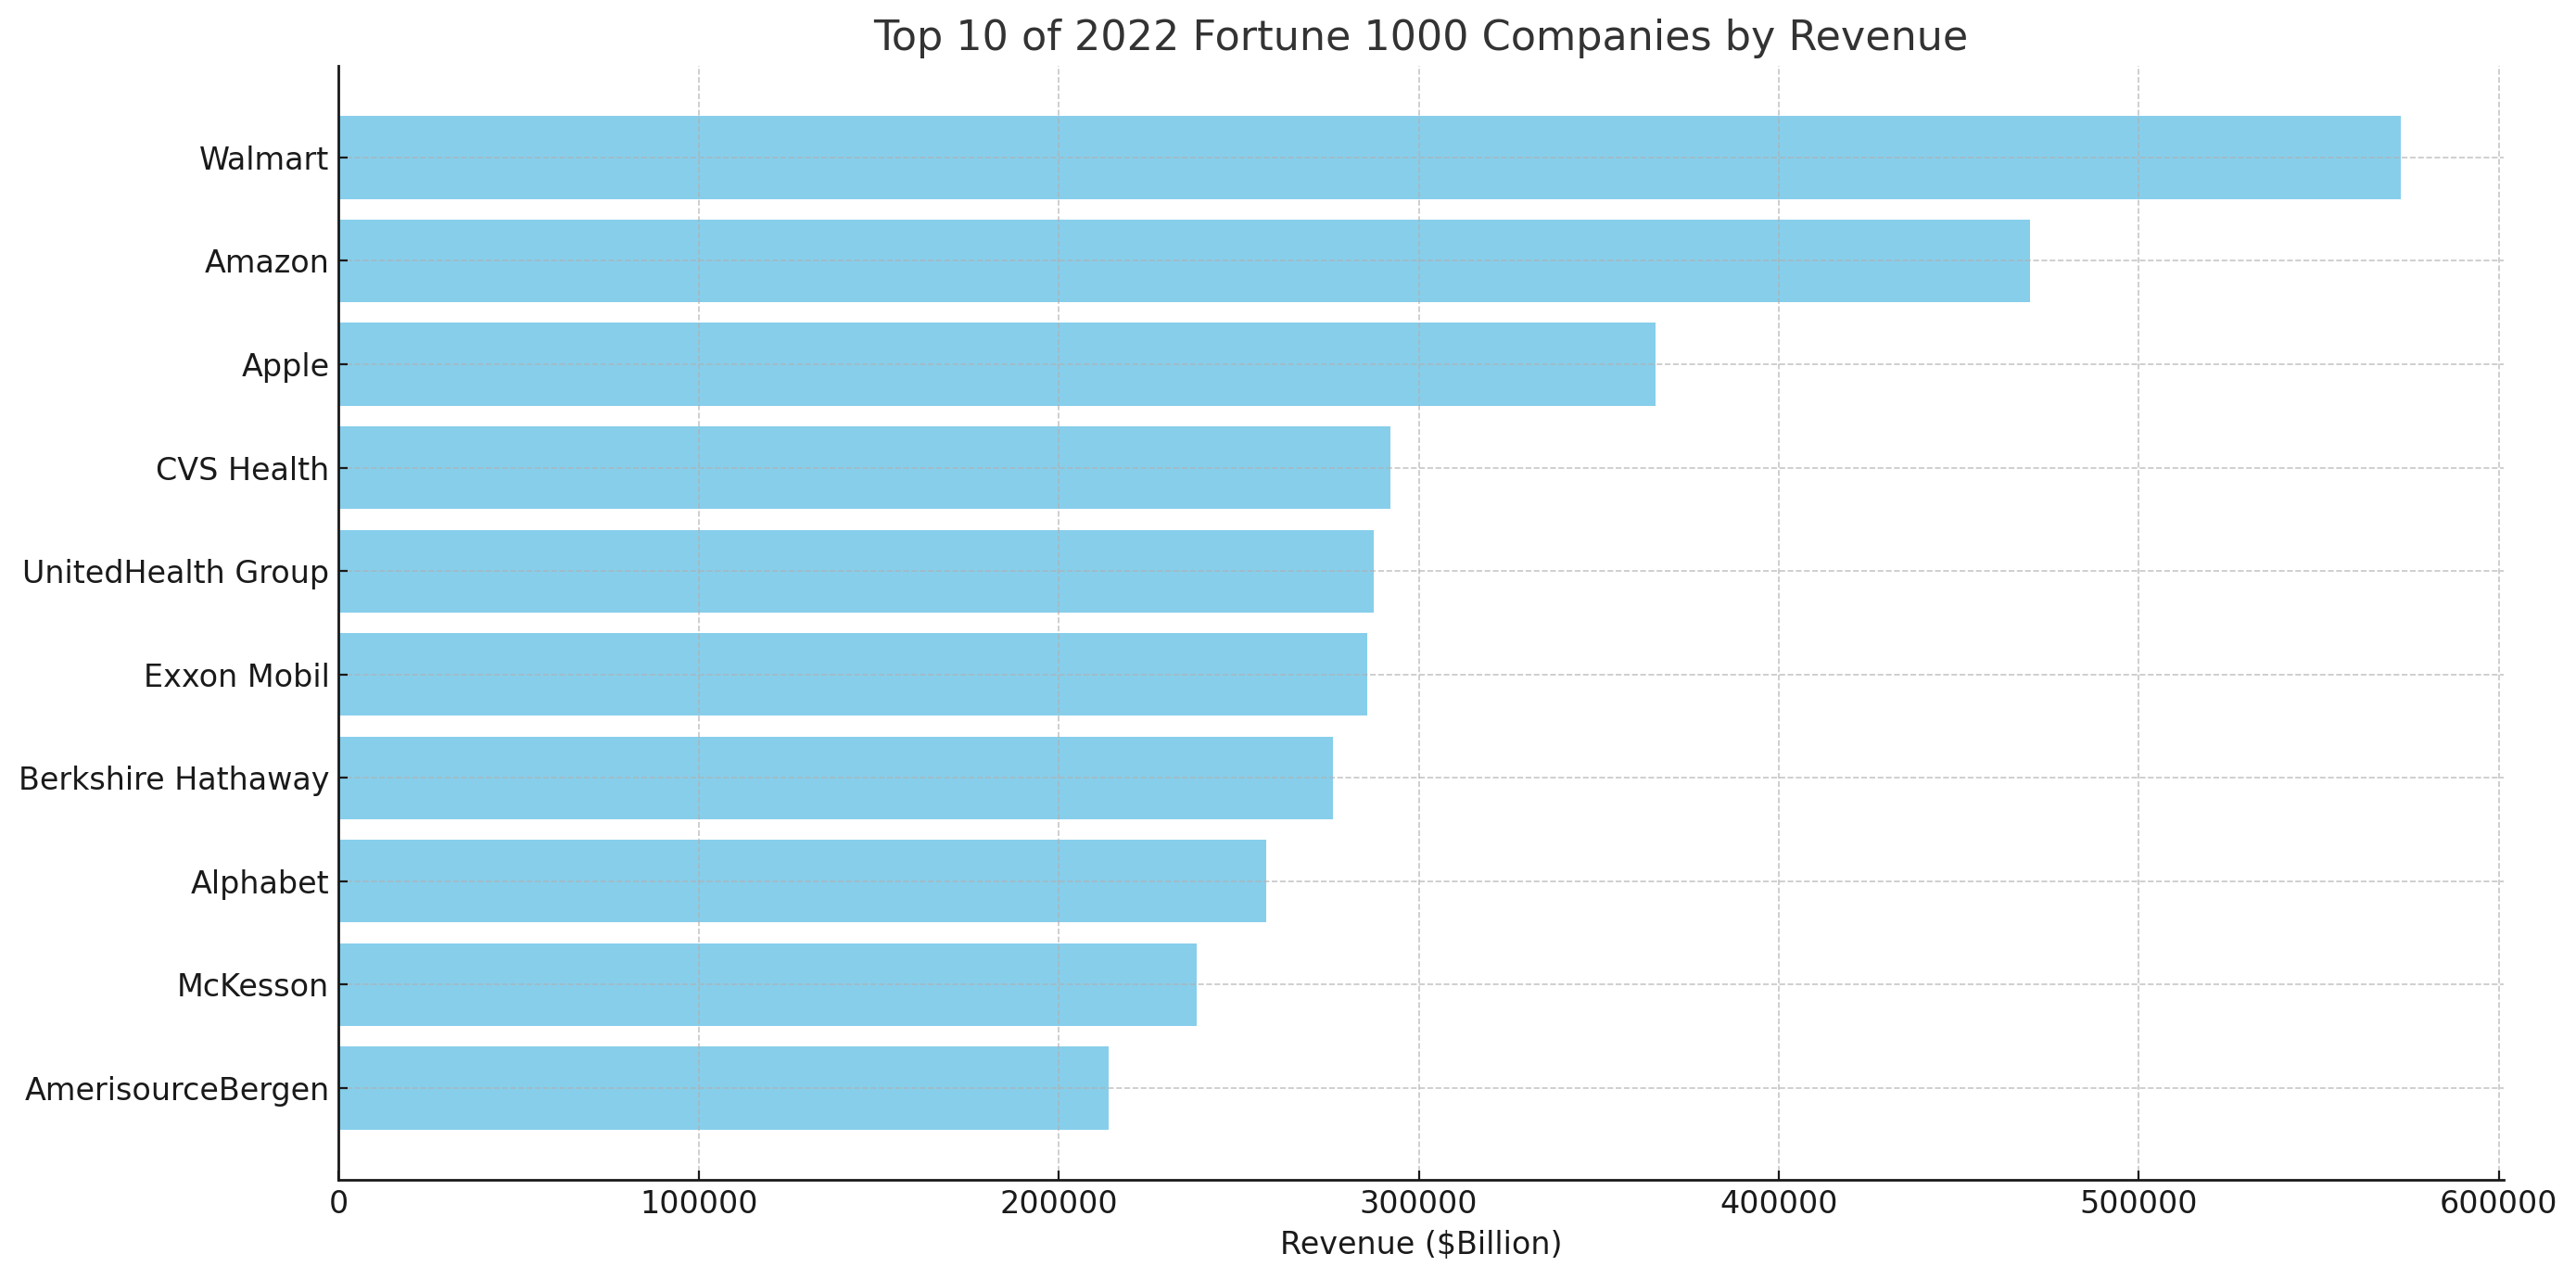 Top 10 of 2022 Fortune 1000 Companies by Revenue
Walmart
Amazon
Apple
CVS Health
UnitedHealth Group
Exxon Mobil
Berkshire Hathaway
Alphabet
McKesson
AmerisourceBergen
0 100000 200000 300000 400000 500000 600000
Revenue ($Billion)